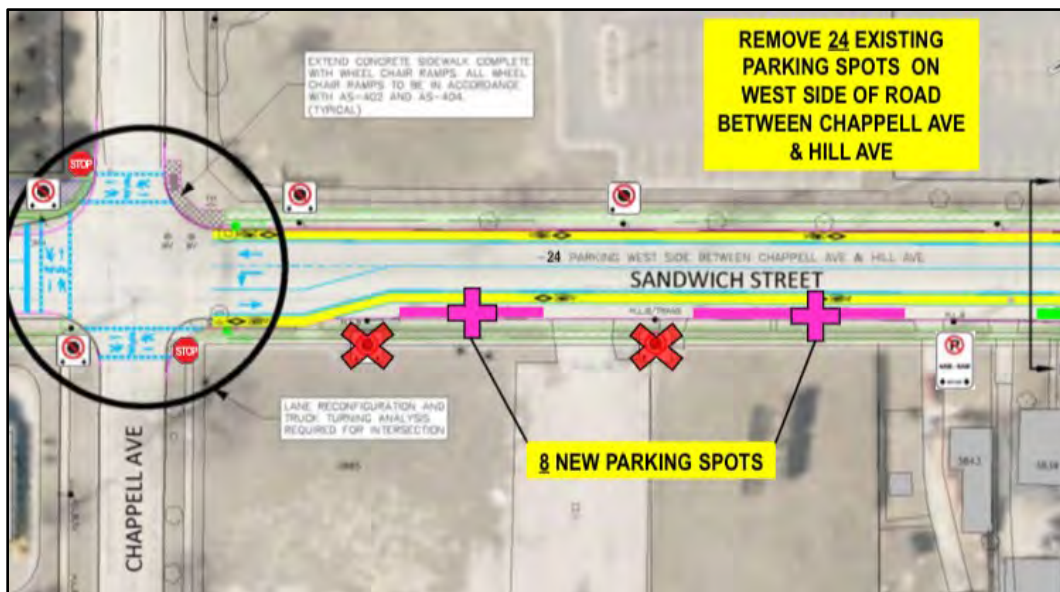 REMOVE 24 EXISTING
PARKING SPOTS ON
WEST SIDE OF ROAD
BETWEEN CHAPPELL AVE
& HILL AVE
EXTEND CONCRETE SIDEWALK COMPLETE
WITH WHEEL CHAIR RAMPS. ALL WHEEL
CHAIR RAMPS TO BE IN ACCORDANCE
WITH AS-402 AND AS-404.
(TYPICAL)
STOP
-24 PARKING WEST SIDE BETWEEN CHAPPELL AVE & HILL AVE
SANDWICH STREET
STOP
P
LANE RECONFIGURATION AND
TRUCK TURNING ANALYSIS
REQUIRED FOR INTERSECTION
8 NEW PARKING SPOTS
CHAPPELL AVE